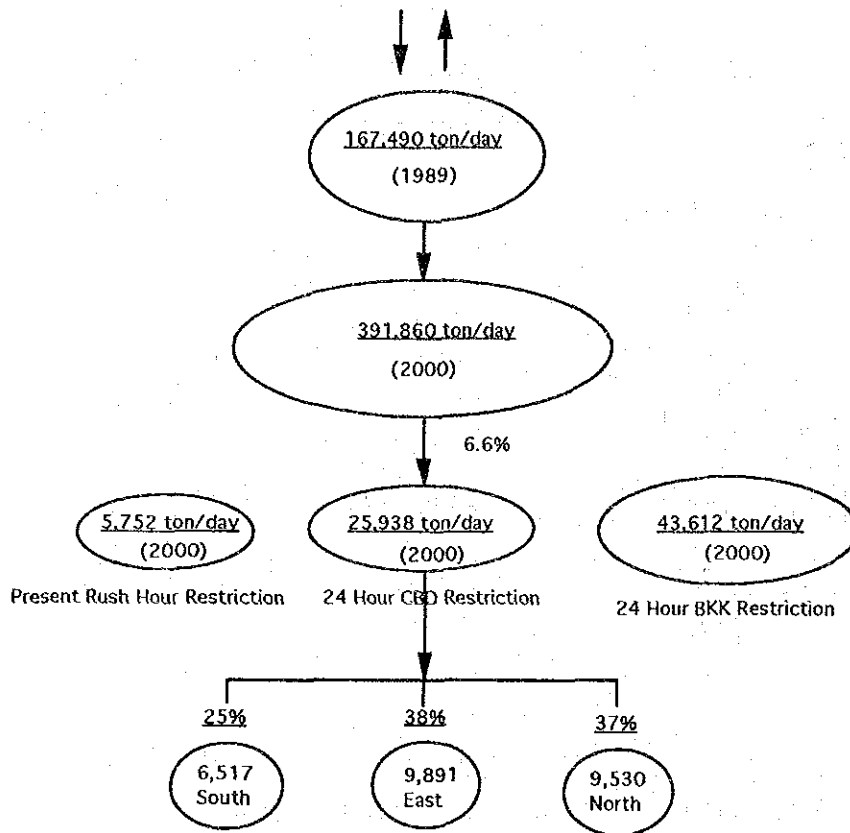 167,490 ton/day
(1989)
391,860 ton/day
(2000)
6.6%
5,752 ton/day
(2000)
Present Rush Hour Restriction
25,938 ton/day
(2000)
24 Hour CBD Restriction
43,612 ton/day
(2000)
24 Hour BKK Restriction
25%
38%
37%
6,517
South
9,891
East
9,530
North